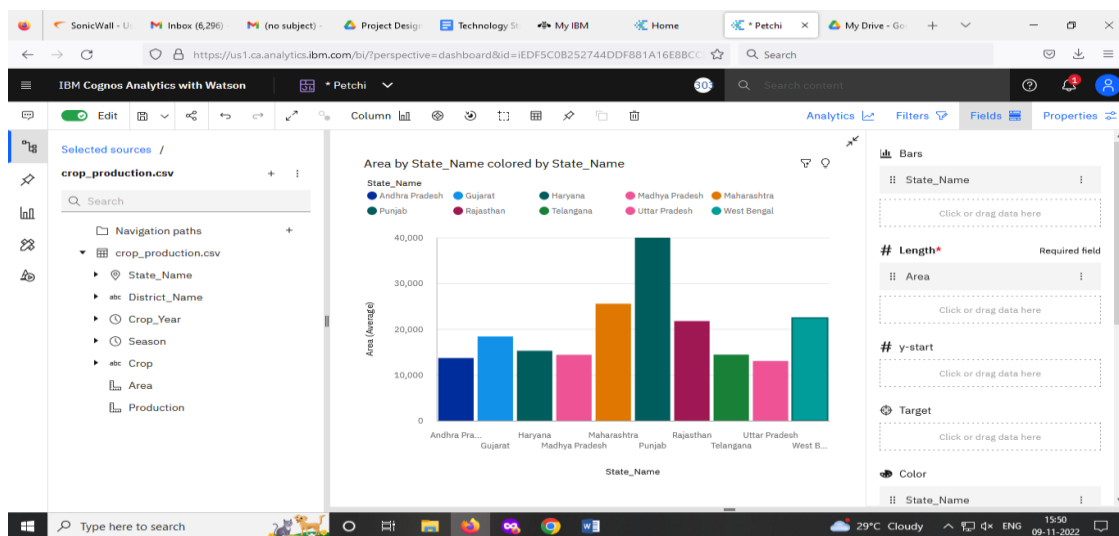 SonicWall - U
Inbox (6,296)
(no subject) -
Project Design
Technology St
My IBM
Home
* Petchi
My Drive - Goo
https://us1.ca.analytics.ibm.com/bi/?perspective=dashboard&id=iEDF5C0B252744DDF881A16E8BCC
Search
IBM Cognos Analytics with Watson
* Petchi
303
Search content
1
Edit
Column
Analytics
Filters
Fields
Properties
Selected sources /
crop_production.csv
Search
Navigation paths
crop_production.csv
State_Name
abc District_Name
Crop_Year
Season
abc Crop
Area
Production
Area by State_Name colored by State_Name
State_Name
Andhra Pradesh Gujarat Haryana Madhya Pradesh Maharashtra
Punjab Rajasthan Telangana Uttar Pradesh West Bengal
Area (Average)
40,000
30,000
20,000
10,000
0
Andhra Pra... Haryana Maharashtra Rajasthan Uttar Pradesh
Gujarat Madhya Pradesh Punjab Telangana West B...
State_Name
Bars
State_Name
Click or drag data here
# Length* Required field
Area
Click or drag data here
# y-start
Click or drag data here
Target
Click or drag data here
Color
State_Name
Type here to search
29°C Cloudy
ENG
15:50
09-11-2022